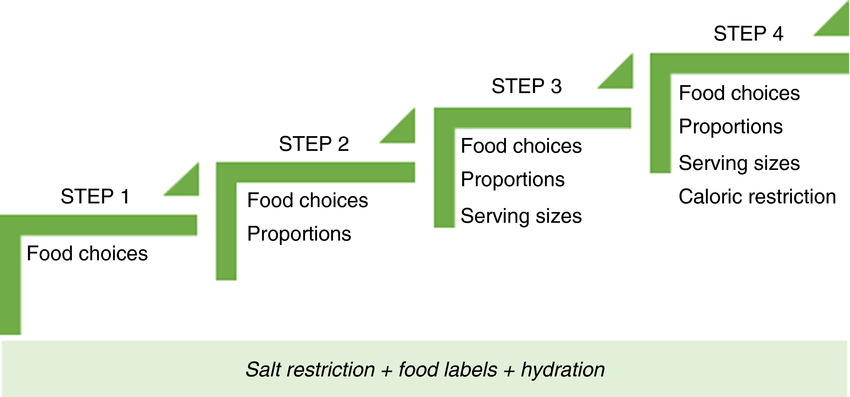 STEP 1
Food choices
STEP 2
Food choices
Proportions
STEP 3
Food choices
Proportions
Serving sizes
STEP 4
Food choices
Proportions
Serving sizes
Caloric restriction
Salt restriction + food labels + hydration